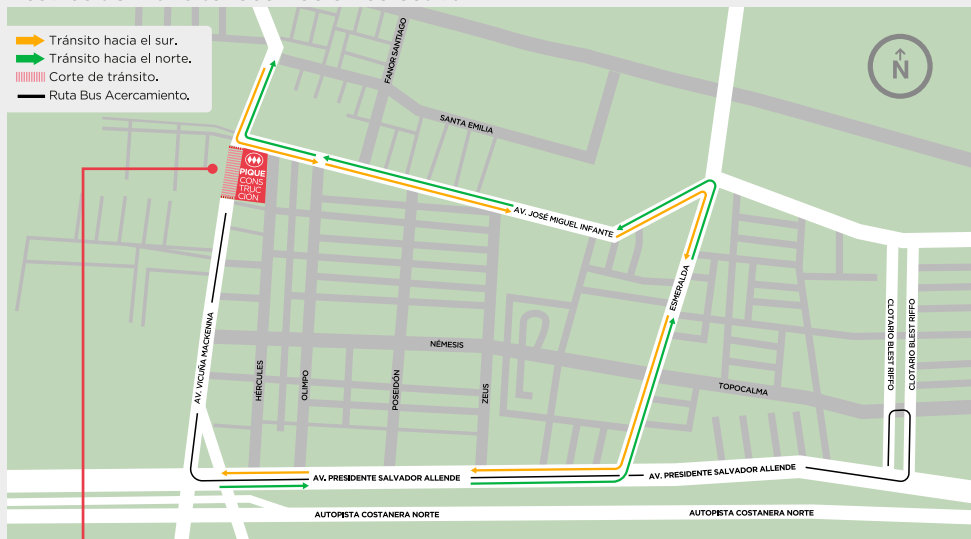 Tránsito hacia el sur.
Tránsito hacia el norte.
Corte de tránsito.
Ruta Bus Acercamiento.
N
FANOR SANTIAGO
SANTA EMILIA
PIQUE
CONS
TRUC
CIÓN
AV. JOSÉ MIGUEL INFANTE
ESMERALDA
AV. VICUÑA MACKENNA
HÉRCULES
OLIMPO
POSEIDÓN
ZEUS
NÉMESIS
TOPOCALMA
CLOTARIO BLEST RIFFO
CLOTARIO BLEST RIFFO
AV. PRESIDENTE SALVADOR ALLENDE
AV. PRESIDENTE SALVADOR ALLENDE
AUTOPISTA COSTANERA NORTE
AUTOPISTA COSTANERA NORTE